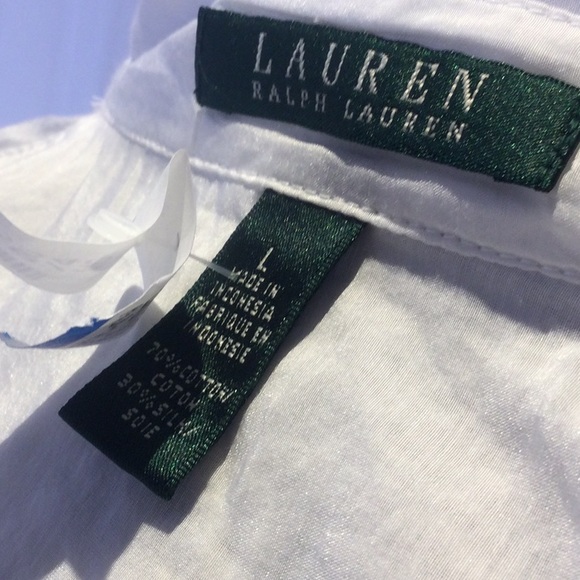 LAUREN
RALPH LAUREN
L
MADE IN
INDONESIA
FABRIQUE EN
INDONESIE
70% COTTON/
COTON
30% SILK/
SOIE